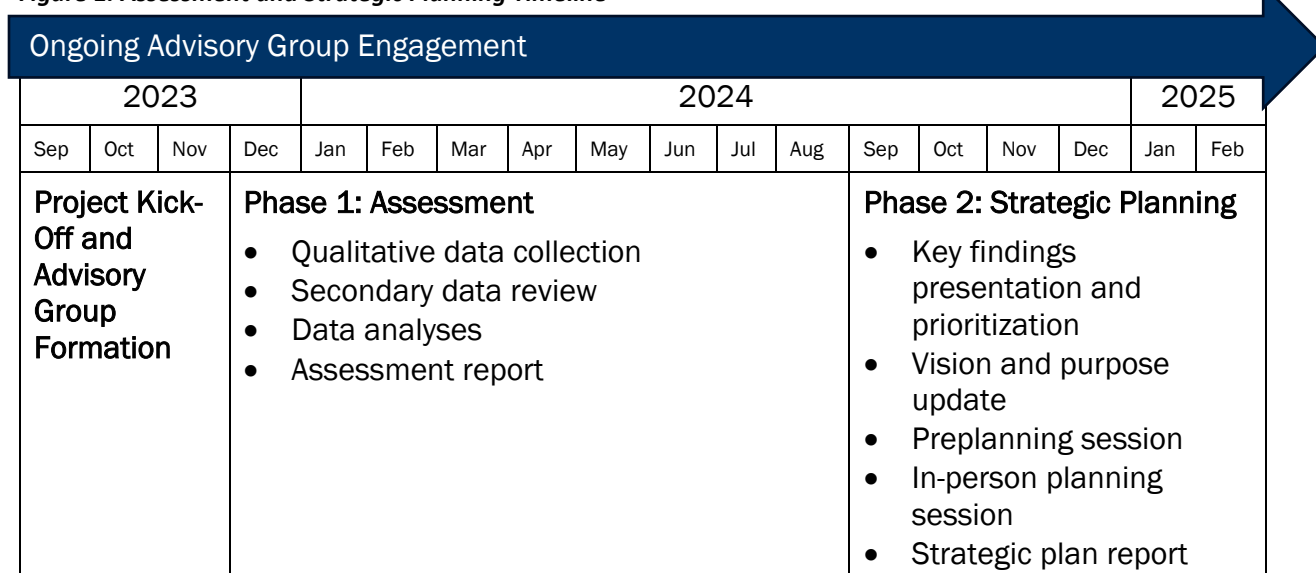 Ongoing Advisory Group Engagement
2023 2024 2025
Sep Oct Nov Dec Jan Feb Mar Apr May Jun Jul Aug Sep Oct Nov Dec Jan Feb
Project Kick-
Off and
Advisory
Group
Formation
Phase 1: Assessment
• Qualitative data collection
• Secondary data review
• Data analyses
• Assessment report
Phase 2: Strategic Planning
• Key findings
presentation and
prioritization
• Vision and purpose
update
• Preplanning session
• In-person planning
session
• Strategic plan report